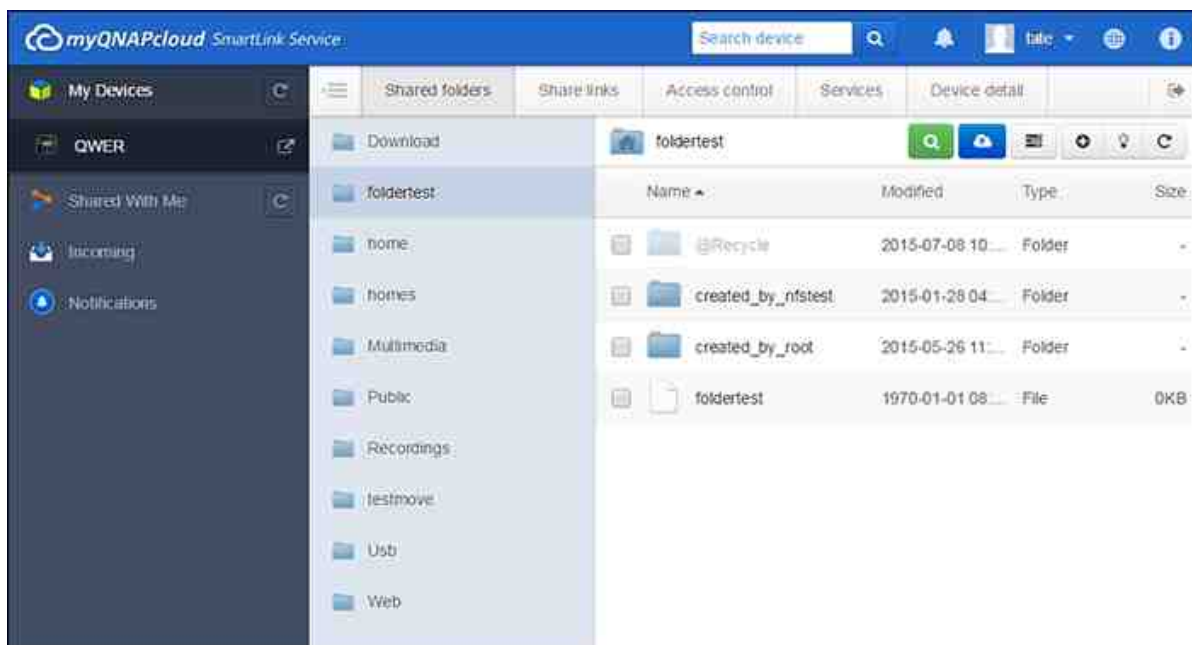 myQNAPcloud SmartLink Service
Search device
My Devices
Shared folders Share links Access control Services Device detail
QWER
Download
foldertest
Shared With Me
foldertest
Name Modified Type Size
Incoming
home
@Recycle 2015-07-08 10:... Folder -
Notifications
homes
created_by_nfstest 2015-01-28 04:... Folder -
Multimedia
created_by_root 2015-05-26 11:... Folder -
Public
foldertest 1970-01-01 08:... File 0KB
Recordings
testmove
Usb
Web